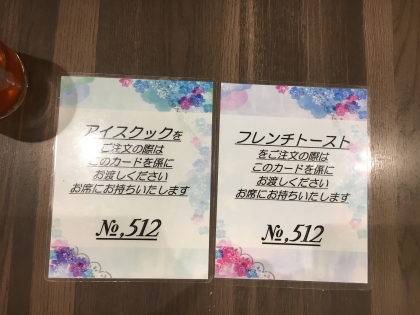 アイスクックを
ご注文の際は
このカードを係に
お渡しください
お席にお持ちいたします
№,512
フレンチトースト
をご注文の際は
このカードを係に
お渡しください
お席にお持ちいたします
№,512